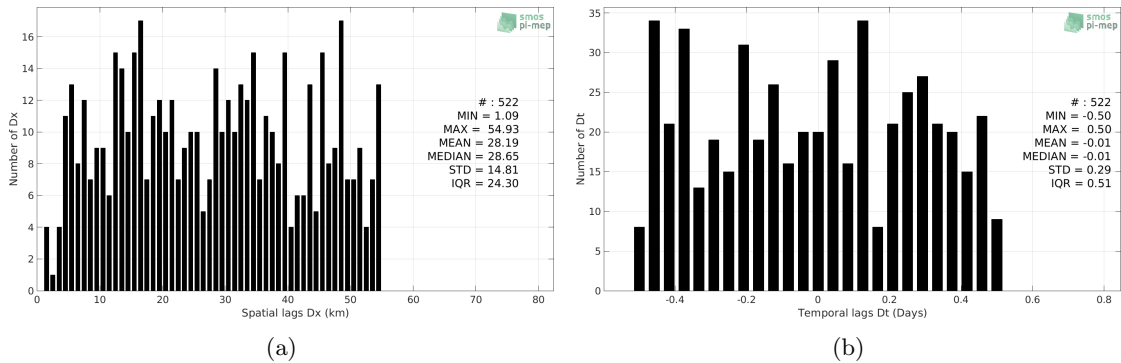 smos
pi-mep
16
14
12
10
8
6
4
2
0
Number of Dx
# : 522
MIN = 1.09
MAX = 54.93
MEAN = 28.19
MEDIAN = 28.65
STD = 14.81
IQR = 24.30
0 10 20 30 40 50 60 70 80
Spatial lags Dx (km)
(a)
smos
pi-mep
35
30
25
20
15
10
5
0
Number of Dt
# : 522
MIN = -0.50
MAX = 0.50
MEAN = -0.01
MEDIAN = -0.01
STD = 0.29
IQR = 0.51
-0.4 -0.2 0 0.2 0.4 0.6 0.8
Temporal lags Dt (Days)
(b)